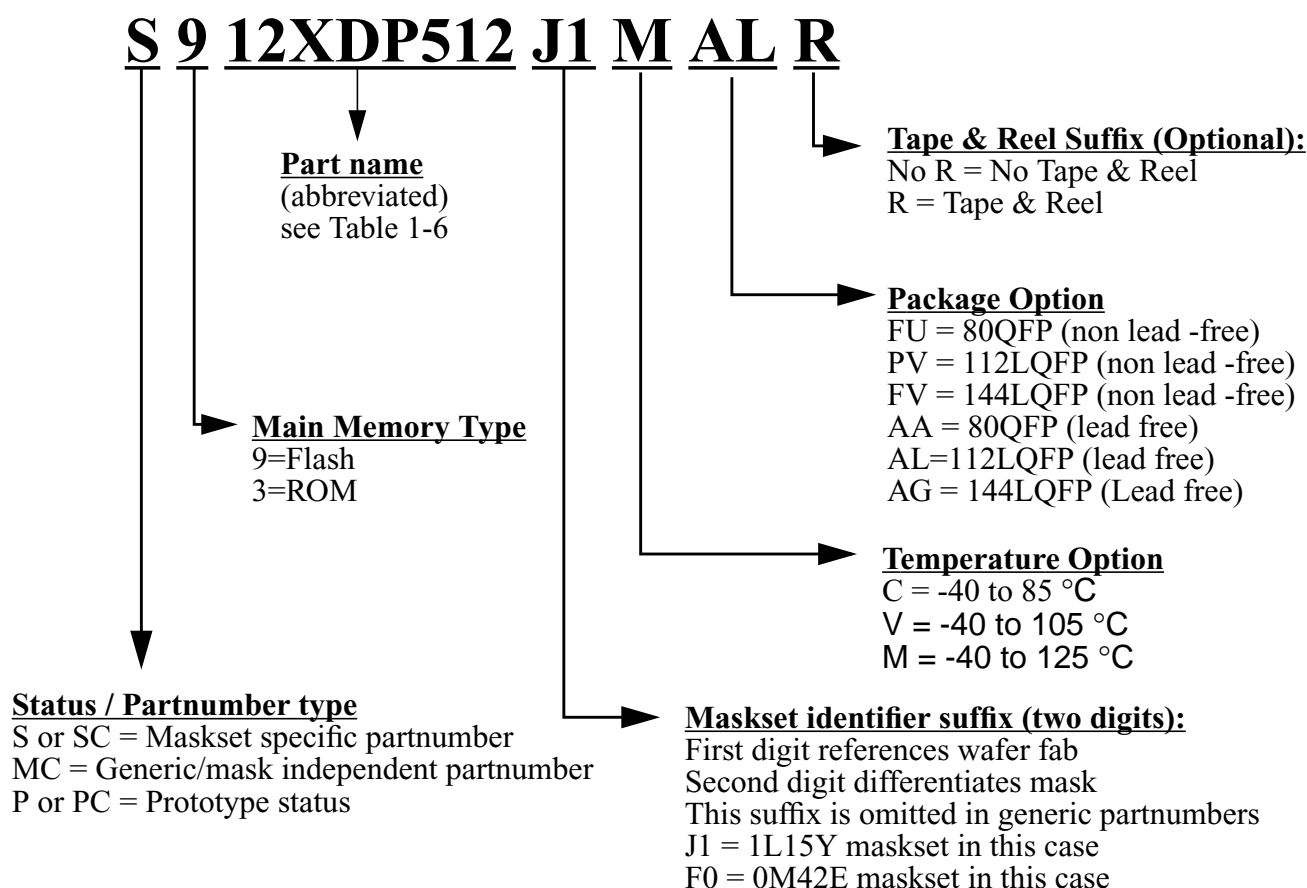 S 9 12XDP512 J1 M AL R
Tape & Reel Suffix (Optional):
No R = No Tape & Reel
R = Tape & Reel
Part name
(abbreviated)
see Table 1-6
Package Option
FU = 80QFP (non lead -free)
PV = 112LQFP (non lead -free)
FV = 144LQFP (non lead -free)
AA = 80QFP (lead free)
AL=112LQFP (lead free)
AG = 144LQFP (Lead free)
Main Memory Type
9=Flash
3=ROM
Temperature Option
C = -40 to 85 °C
V = -40 to 105 °C
M = -40 to 125 °C
Status / Partnumber type
S or SC = Maskset specific partnumber
MC = Generic/mask independent partnumber
P or PC = Prototype status
Maskset identifier suffix (two digits):
First digit references wafer fab
Second digit differentiates mask
This suffix is omitted in generic partnumbers
J1 = 1L15Y maskset in this case
F0 = 0M42E maskset in this case